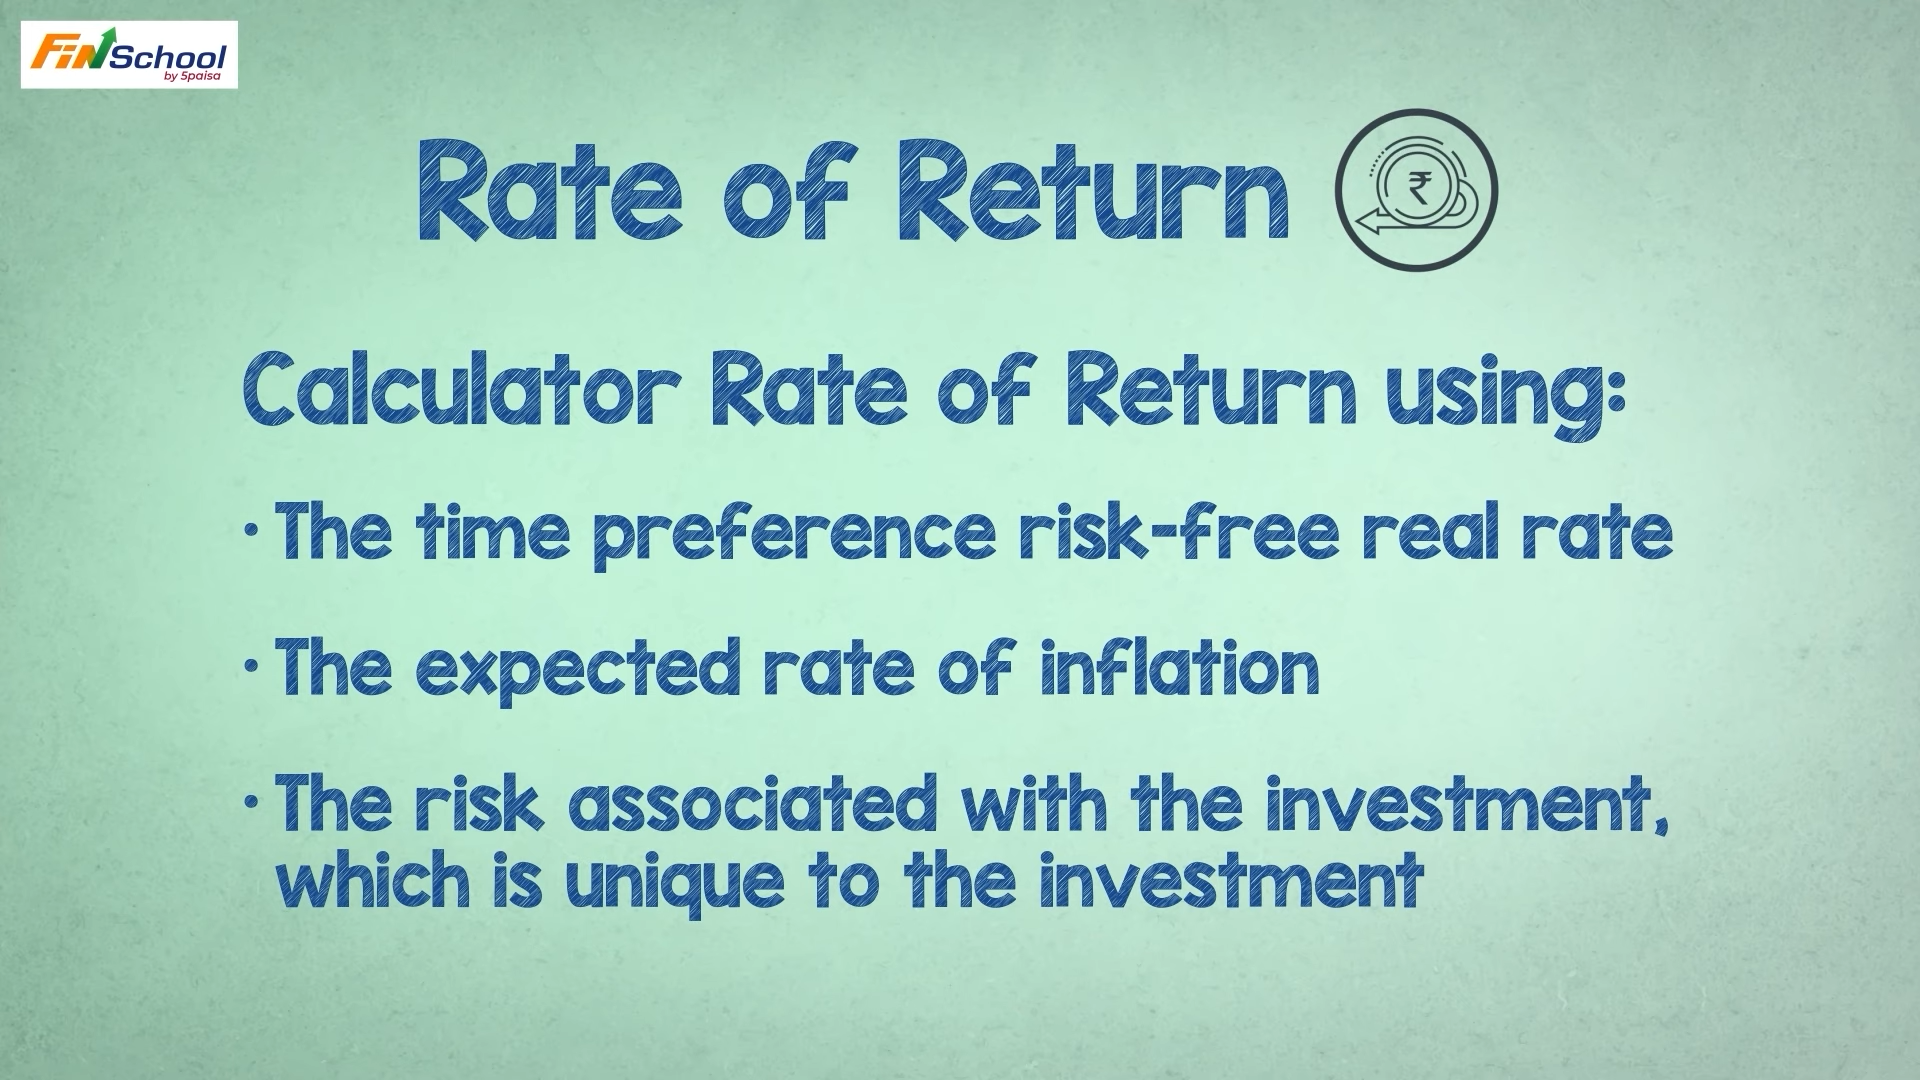 FinSchool
by 5paisa
Rate of Return
₹
Calculator Rate of Return using:
• The time preference risk-free real rate
• The expected rate of inflation
• The risk associated with the investment,
which is unique to the investment